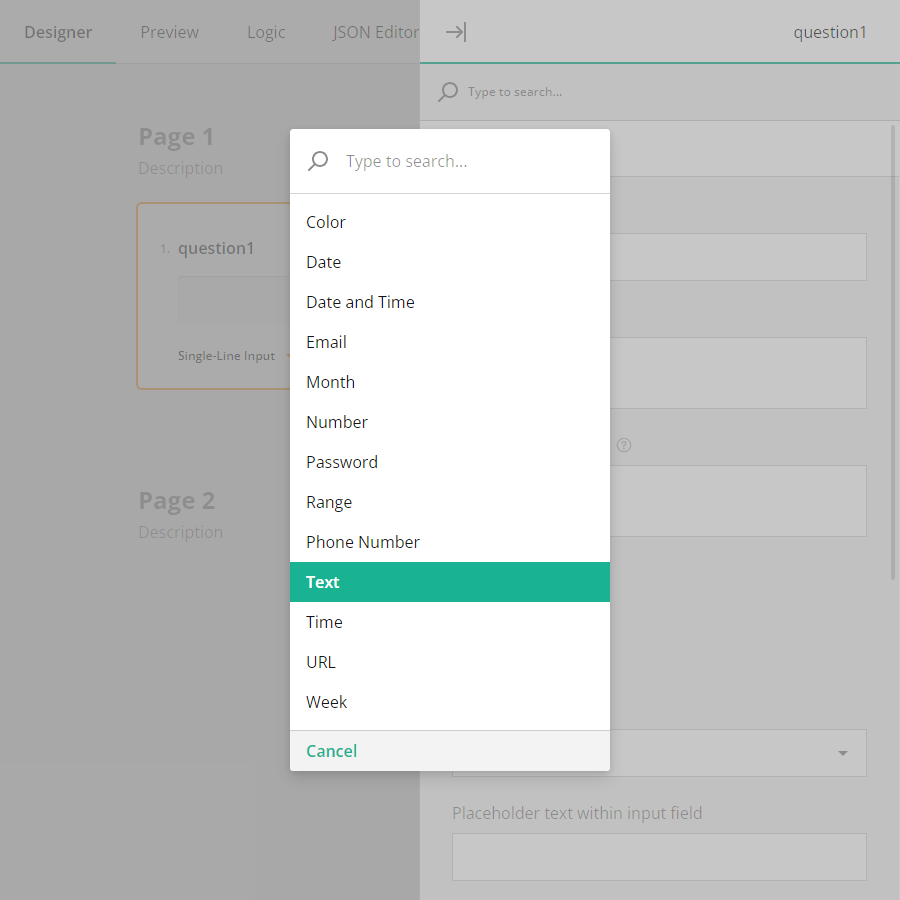 Designer Preview Logic JSON Editor question1
Type to search...
Page 1
Description
1. question1
Single-Line Input
Page 2
Description
Type to search...
Color
Date
Date and Time
Email
Month
Number
Password
Range
Phone Number
Text
Time
URL
Week
Cancel
?
Placeholder text within input field